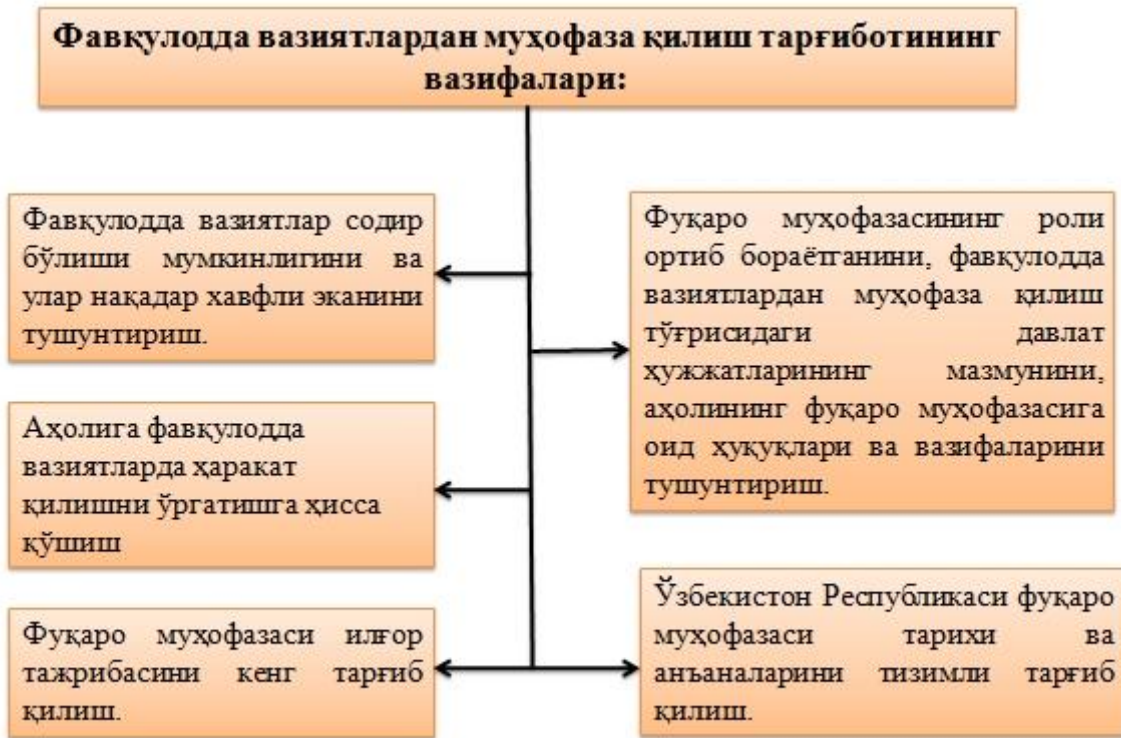 Фавқулодда вазиятлардан муҳофаза қилиш тарғиботининг
вазифалари:
Фавқулодда вазиятлар содир
бўлиши мумкинлигини ва
улар нақадар хавфли эканини
тушунтириш.
Фуқаро муҳофазасининг роли
ортиб бораётганини, фавқулодда
вазиятлардан муҳофаза қилиш
тўғрисидаги давлат
ҳужжатларининг мазмунини,
аҳолининг фуқаро муҳофазасига
оид ҳуқуқлари ва вазифаларини
тушунтириш.
Аҳолига фавқулодда
вазиятларда ҳаракат
қилишни ўргатишга ҳисса
қўшиш
Фуқаро муҳофазаси илғор
тажрибасини кенг тарғиб
қилиш.
Ўзбекистон Республикаси фуқаро
муҳофазаси тарихи ва
анъаналарини тизимли тарғиб
қилиш.